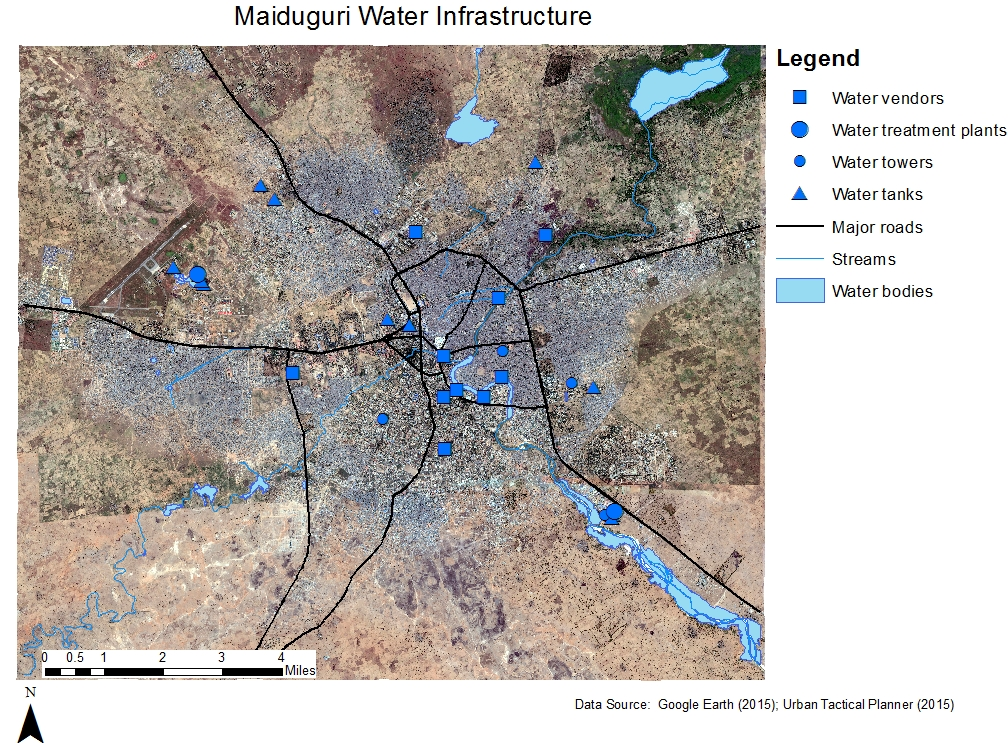 Maiduguri Water Infrastructure
Legend
Water vendors
Water treatment plants
Water towers
Water tanks
Major roads
Streams
Water bodies
0 0.5 1 2 3 4
Miles
N
Data Source: Google Earth (2015); Urban Tactical Planner (2015)